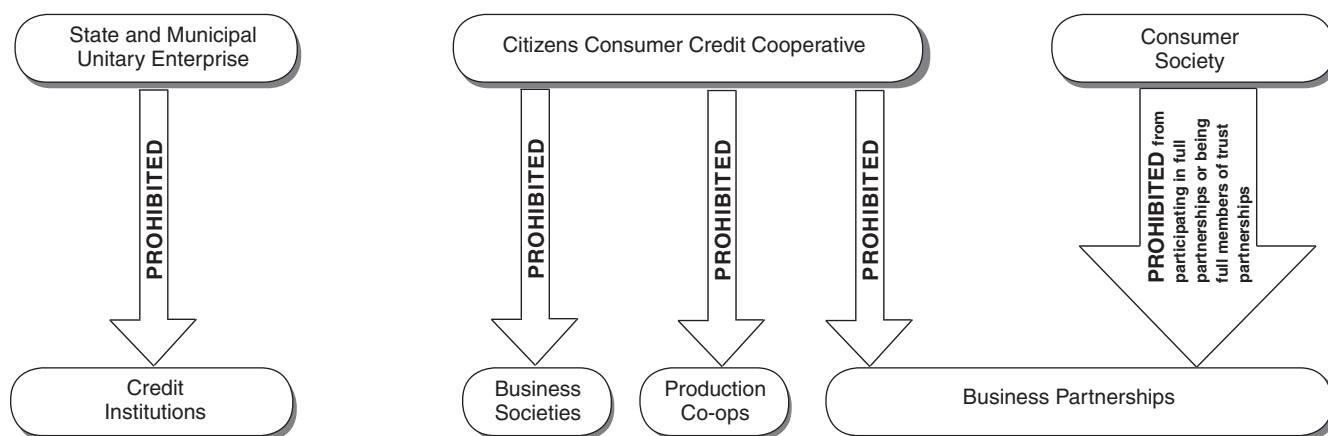 State and Municipal
Unitary Enterprise
Citizens Consumer Credit Cooperative
Consumer
Society
PROHIBITED
PROHIBITED
PROHIBITED
PROHIBITED
PROHIBITED from
participating in full
partnerships or being
full members of trust
partnerships
Credit
Institutions
Business
Societies
Production
Co-ops
Business Partnerships